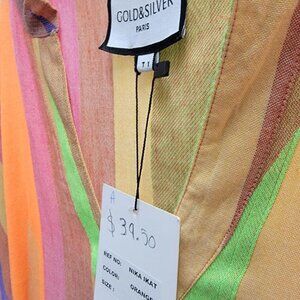 GOLD&SILVER
PARIS
T1
A
$ 39.50
REF NO: NIKA IKAT
COLOR: ORANGE
SIZE: